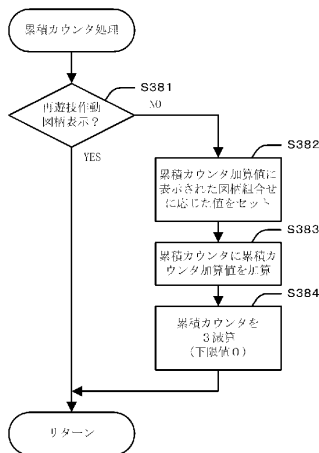 累積カウンタ処理
S381
再遊技作動
図柄表示？
NO
YES
S382
累積カウンタ加算値に
表示された図柄組合せ
に応じた値をセット
S383
累積カウンタに累積カ
ウンタ加算値を加算
S384
累積カウンタを
3減算
(下限値0)
リターン